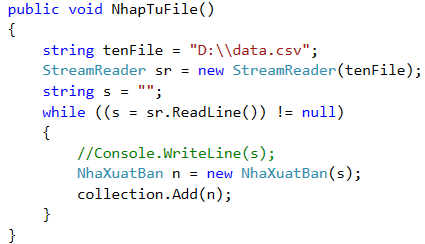 public void NhapTuFile()
{
    string tenFile = "D:\\data.csv";
    StreamReader sr = new StreamReader(tenFile);
    string s = "";
    while ((s = sr.ReadLine()) != null)
    {
        //Console.WriteLine(s);
        NhaXuatBan n = new NhaXuatBan(s);
        collection.Add(n);
    }
}